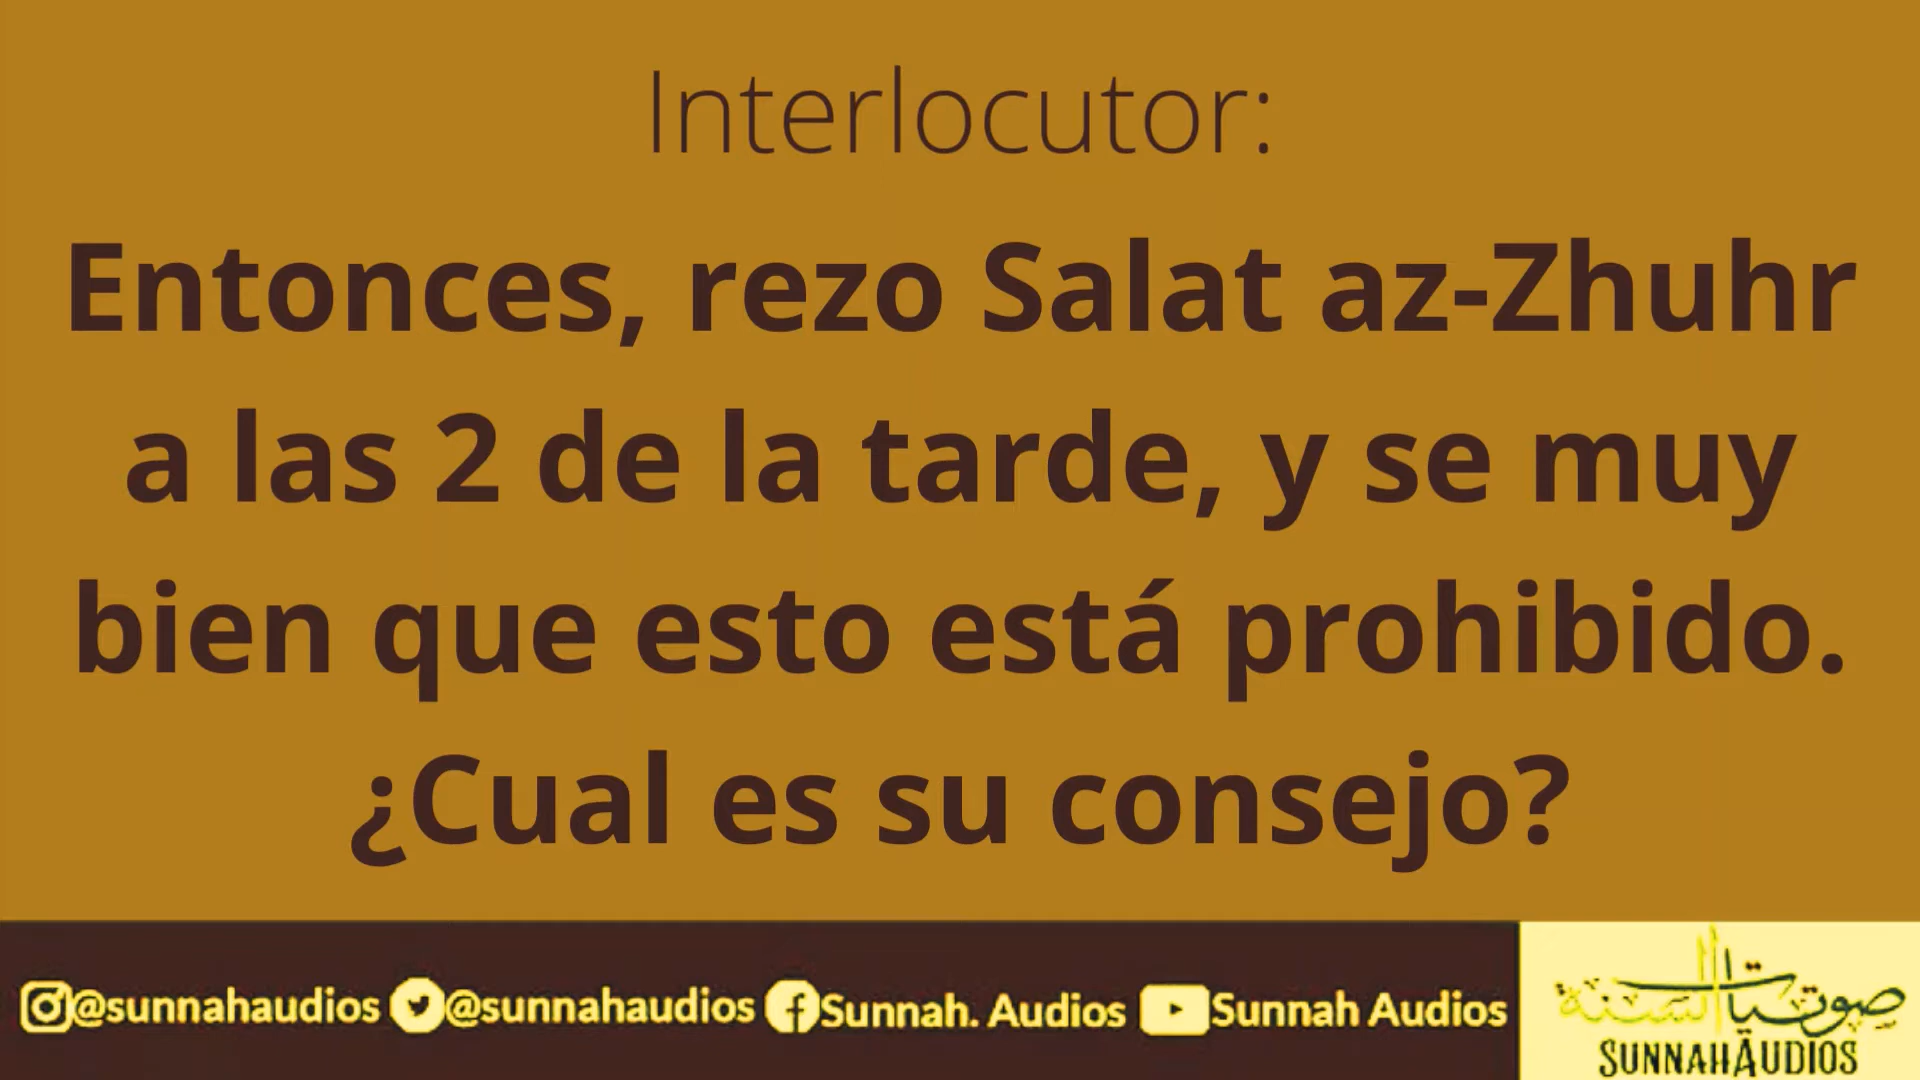 Interlocutor:
Entonces, rezo Salat az-Zhuhr
a las 2 de la tarde, y se muy
bien que esto está prohibido.
¿Cual es su consejo?
@sunnahaudios @sunnahaudios Sunnah. Audios Sunnah Audios
صوتيات السنة
SUNNAHAUDIOS